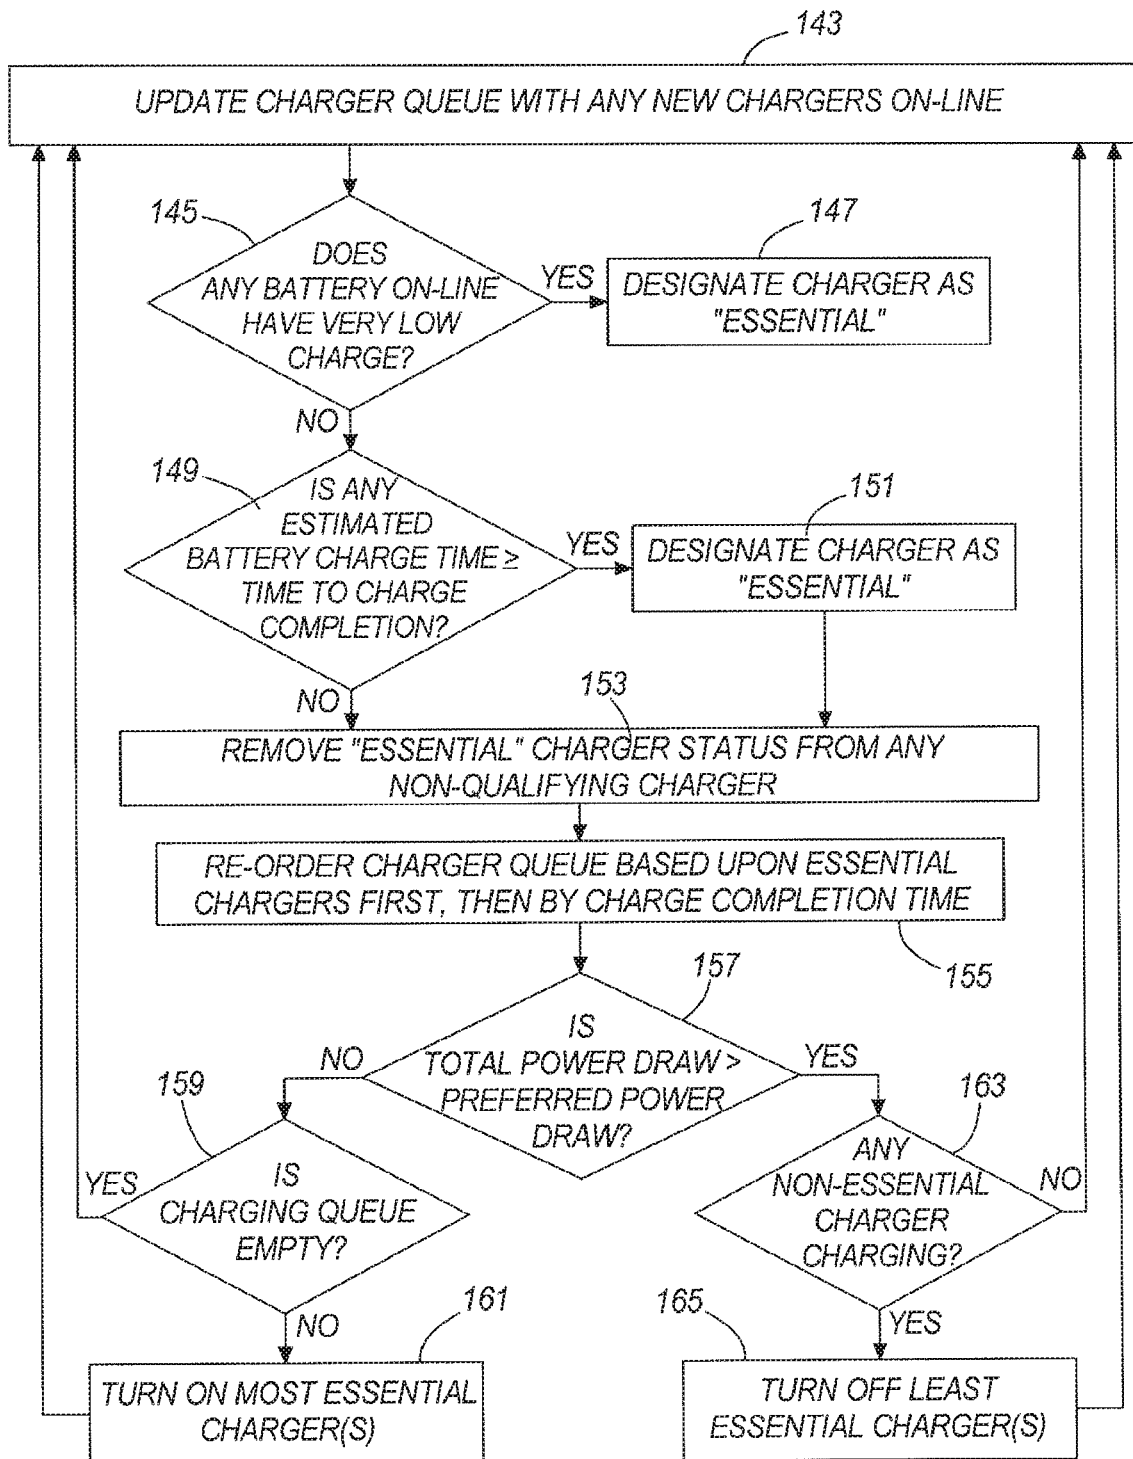 143
UPDATE CHARGER QUEUE WITH ANY NEW CHARGERS ON-LINE
145
DOES
ANY BATTERY ON-LINE
HAVE VERY LOW
CHARGE?
YES
147
DESIGNATE CHARGER AS
"ESSENTIAL"
NO
149
IS ANY
ESTIMATED
BATTERY CHARGE TIME ≥
TIME TO CHARGE
COMPLETION?
YES
151
DESIGNATE CHARGER AS
"ESSENTIAL"
NO
153
REMOVE "ESSENTIAL" CHARGER STATUS FROM ANY
NON-QUALIFYING CHARGER
RE-ORDER CHARGER QUEUE BASED UPON ESSENTIAL
CHARGERS FIRST, THEN BY CHARGE COMPLETION TIME
155
157
IS
TOTAL POWER DRAW >
PREFERRED POWER
DRAW?
NO
YES
159
IS
CHARGING QUEUE
EMPTY?
YES
NO
163
ANY
NON-ESSENTIAL
CHARGER
CHARGING?
NO
YES
161
TURN ON MOST ESSENTIAL
CHARGER(S)
165
TURN OFF LEAST
ESSENTIAL CHARGER(S)